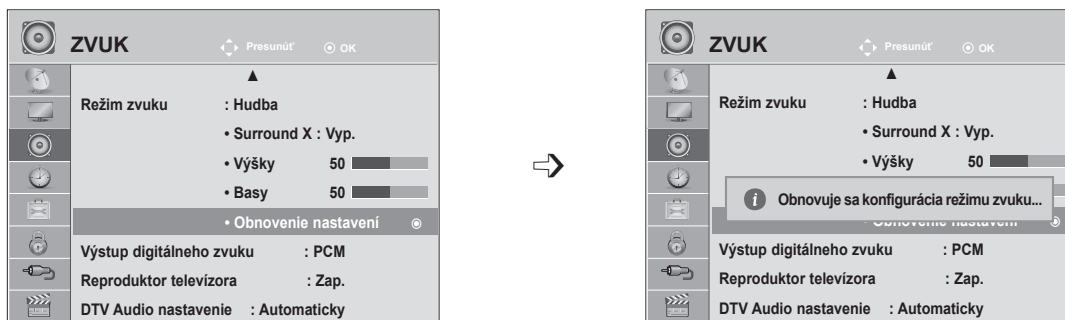 ZVUK
Presunúť OK
▲
Režim zvuku : Hudba
• Surround X : Vyp.
• Výšky 50
• Basy 50
• Obnovenie nastavení
Výstup digitálneho zvuku : PCM
Reproduktor televízora : Zap.
DTV Audio nastavenie : Automaticky
ZVUK
Presunúť OK
▲
Režim zvuku : Hudba
• Surround X : Vyp.
• Výšky 50
i Obnovuje sa konfigurácia režimu zvuku...
• Obnovenie nastavení
Výstup digitálneho zvuku : PCM
Reproduktor televízora : Zap.
DTV Audio nastavenie : Automaticky